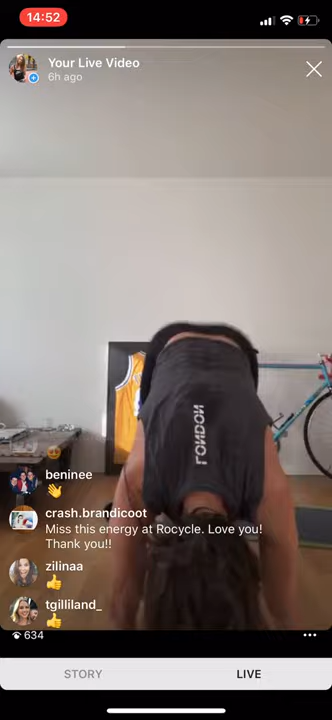 14:52
Your Live Video
6h ago
LONDON
beninee
crash.brandicoot
Miss this energy at Rocycle. Love you!
Thank you!!
zilinaa
tgilliland_
634
STORY
LIVE